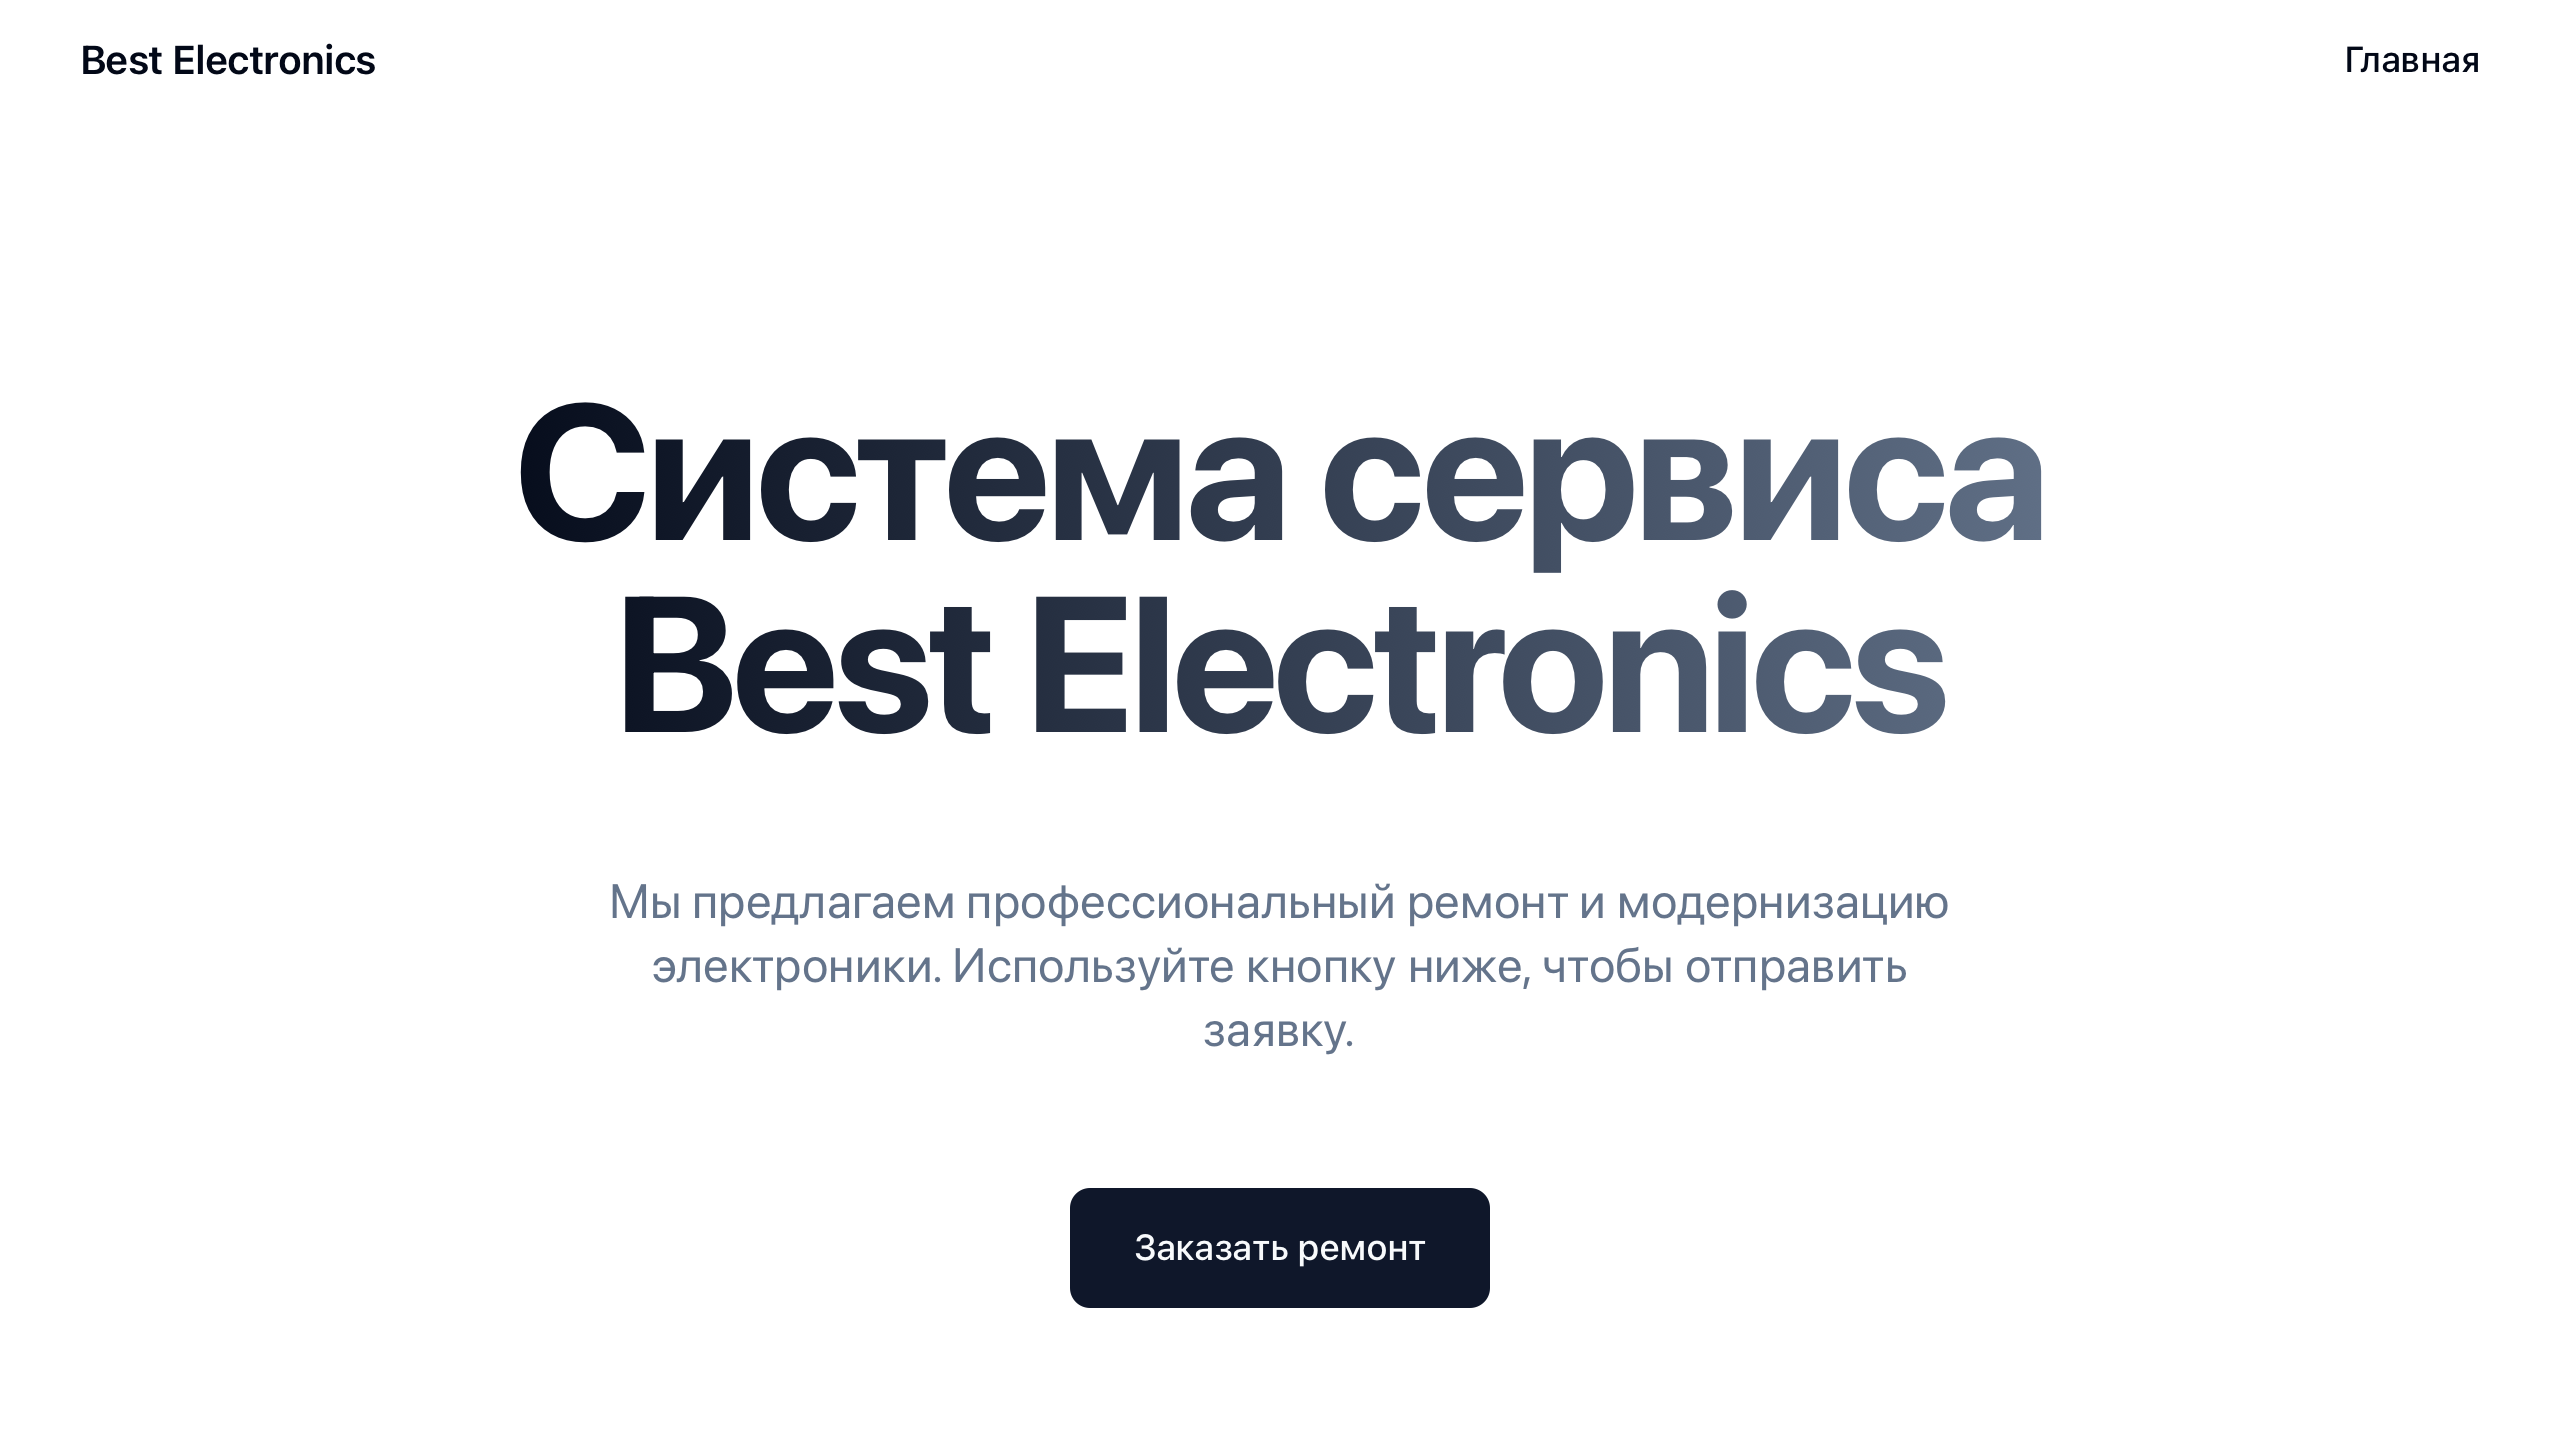 Best Electronics
Главная
Система сервиса
Best Electronics
Мы предлагаем профессиональный ремонт и модернизацию
электроники. Используйте кнопку ниже, чтобы отправить
заявку.
Заказать ремонт